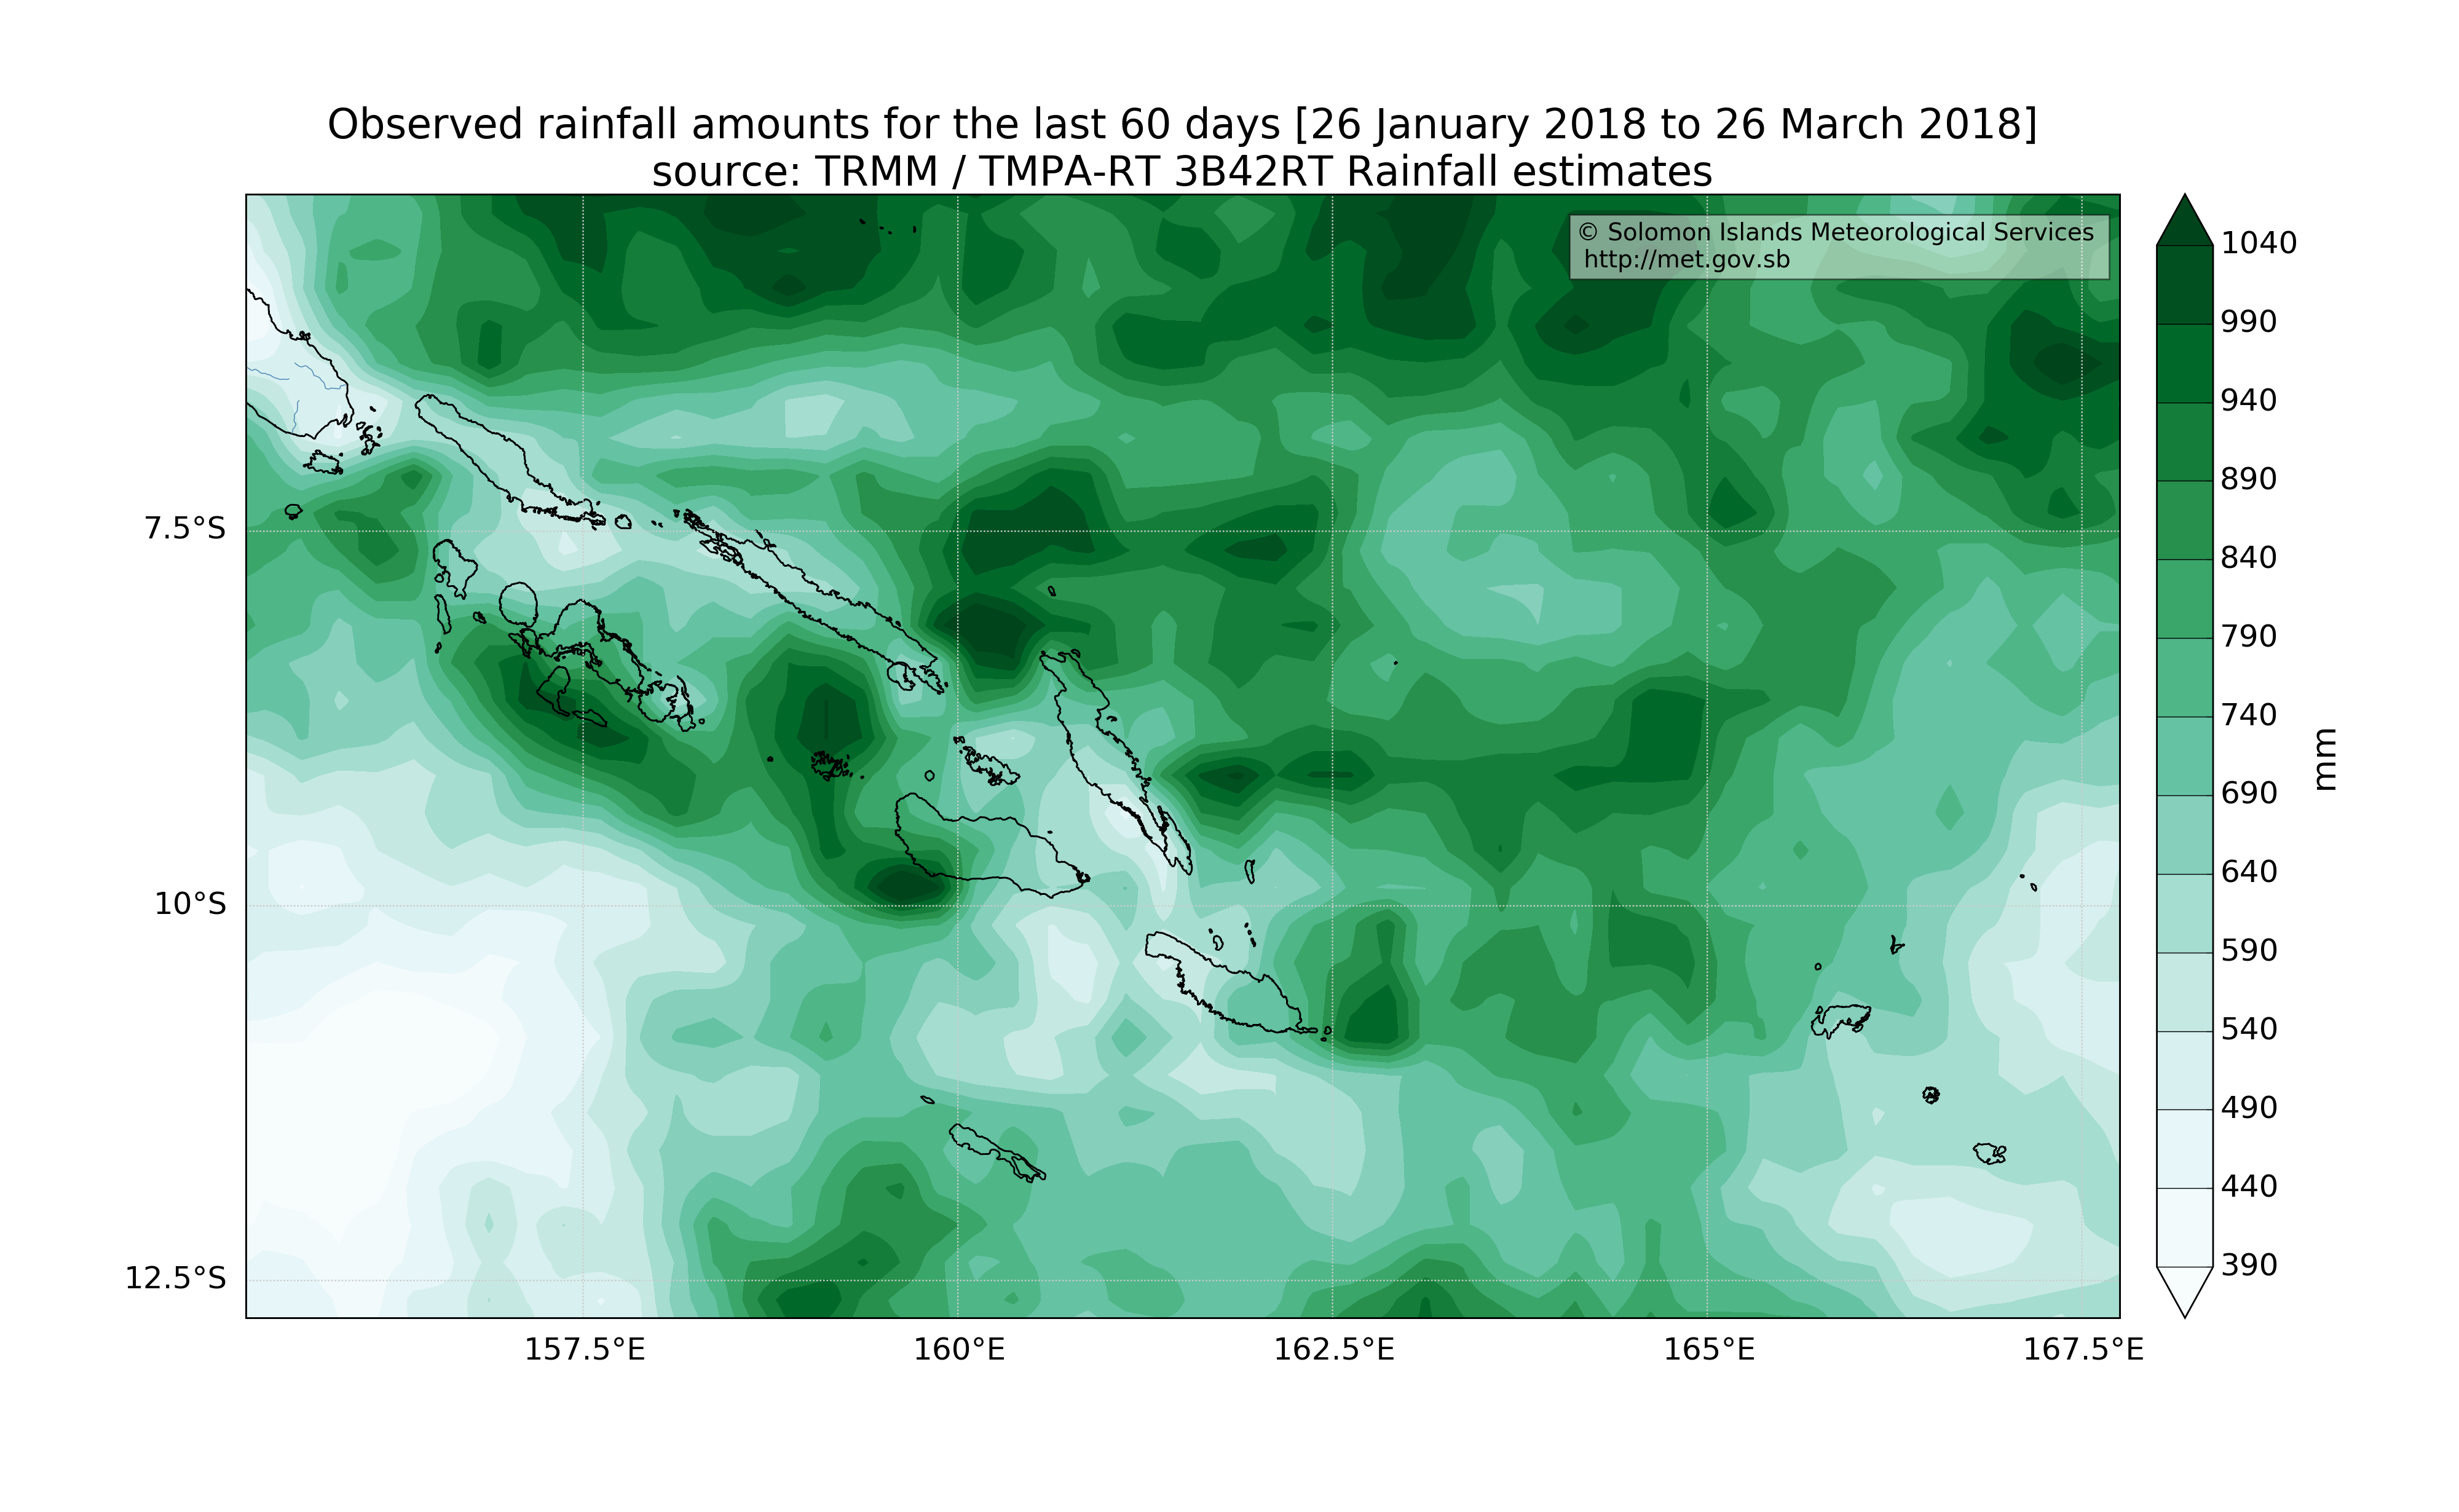 Observed rainfall amounts for the last 60 days [26 January 2018 to 26 March 2018]
source: TRMM / TMPA-RT 3B42RT Rainfall estimates
© Solomon Islands Meteorological Services
http://met.gov.sb
7.5°S
10°S
12.5°S
157.5°E
160°E
162.5°E
165°E
167.5°E
1040
990
940
890
840
790
740
690
640
590
540
490
440
390
mm